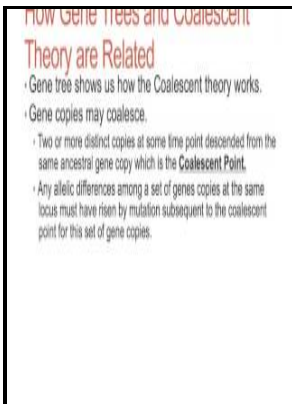 How Gene Trees and Coalescent
Theory are Related
· Gene tree shows us how the Coalescent theory works.
· Gene copies may coalesce.
· Two or more distinct copies at some time point descended from the
same ancestral gene copy which is the Coalescent Point.
· Any allelic differences among a set of genes copies at the same
locus must have risen by mutation subsequent to the coalescent
point for this set of gene copies.